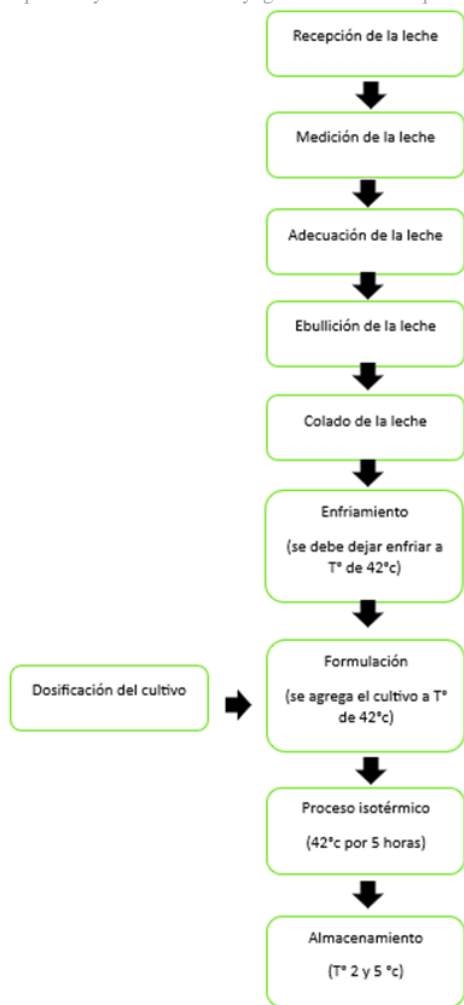 Recepción de la leche
Medición de la leche
Adecuación de la leche
Ebullición de la leche
Colado de la leche
Enfriamiento
(se debe dejar enfriar a
T° de 42°c)
Dosificación del cultivo
Formulación
(se agrega el cultivo a T°
de 42°c)
Proceso isotérmico
(42°c por 5 horas)
Almacenamiento
(T° 2 y 5 °c)